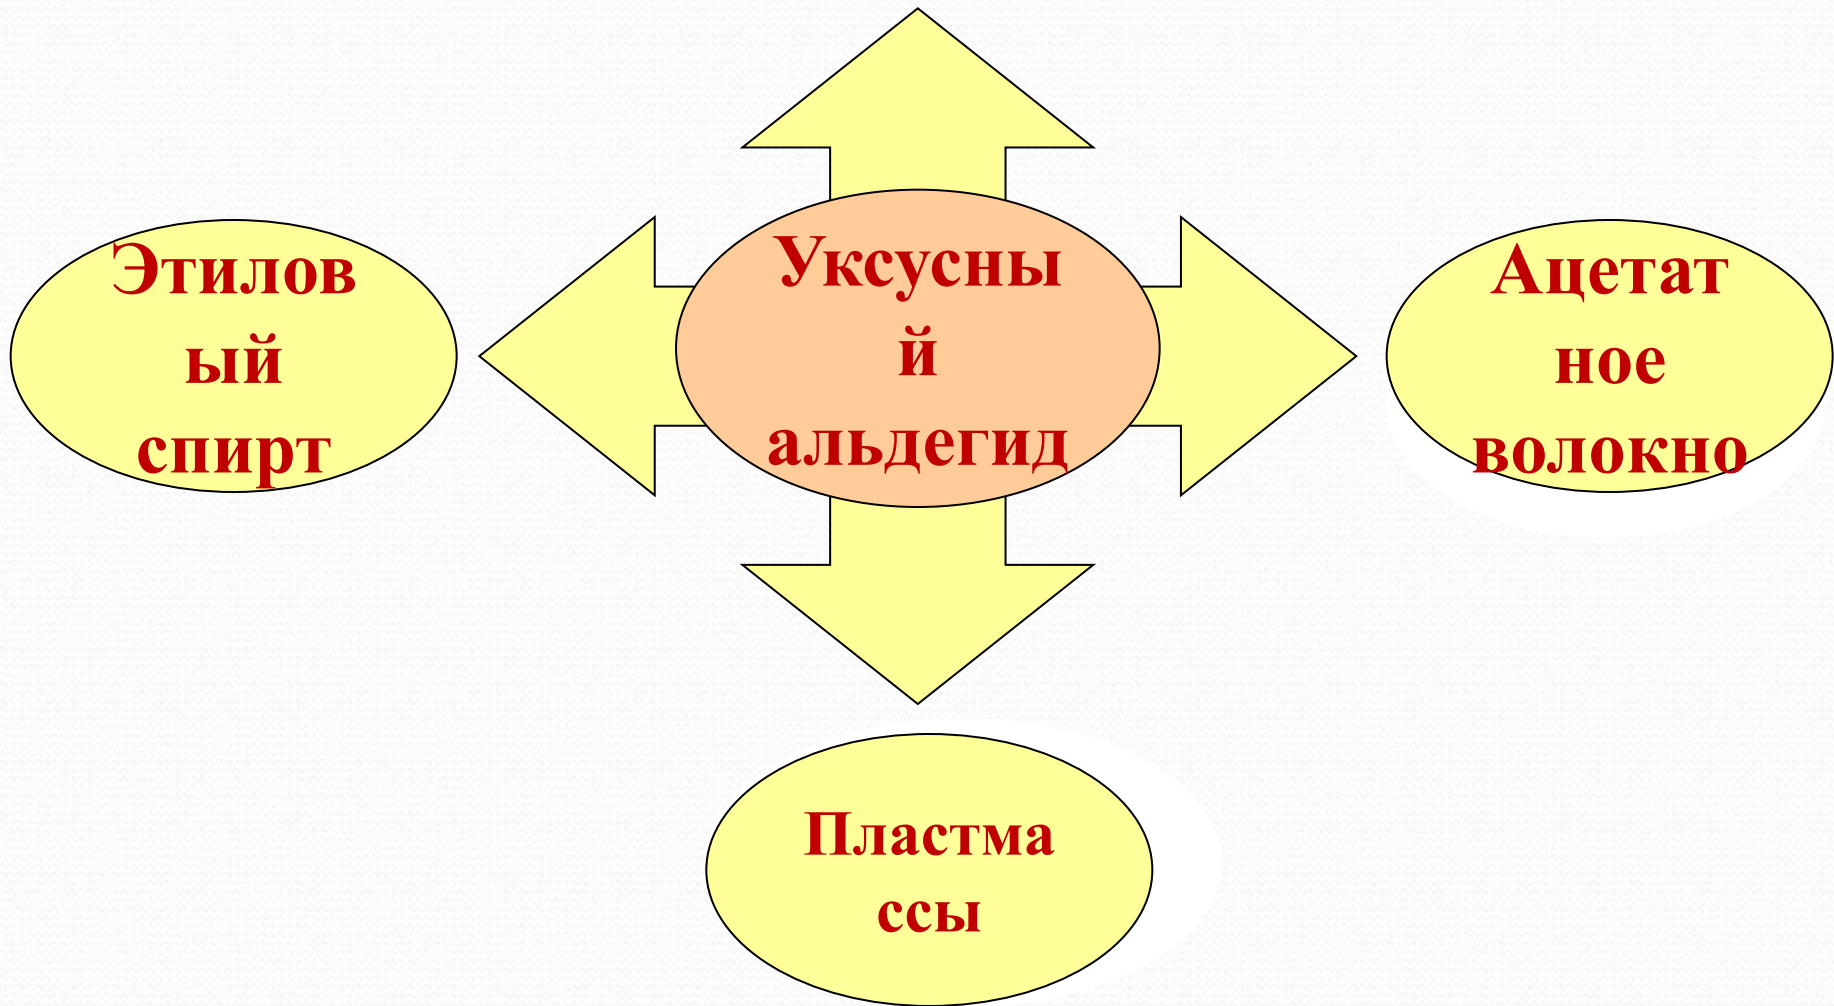 Этилов
ый
спирт
Уксусны
й
альдегид
Ацетат
ное
волокно
Пластма
ссы